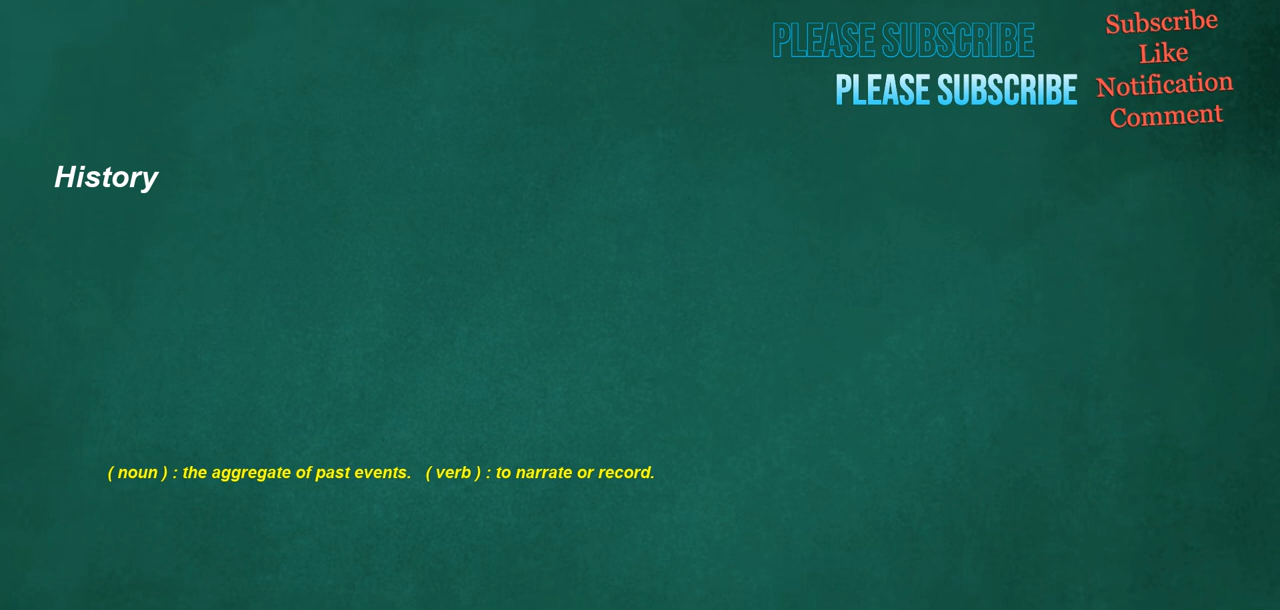 PLEASE SUBSCRIBE
PLEASE SUBSCRIBE
Subscribe
Like
Notification
Comment
History
( noun ) : the aggregate of past events.   ( verb ) : to narrate or record.